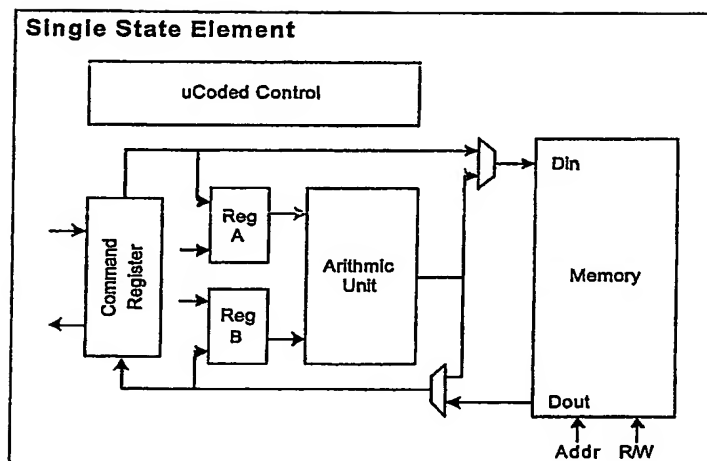 Single State Element
uCoded Control
Command
Register
Reg
A
Reg
B
Arithmic
Unit
Din
Memory
Dout
Addr
R/W